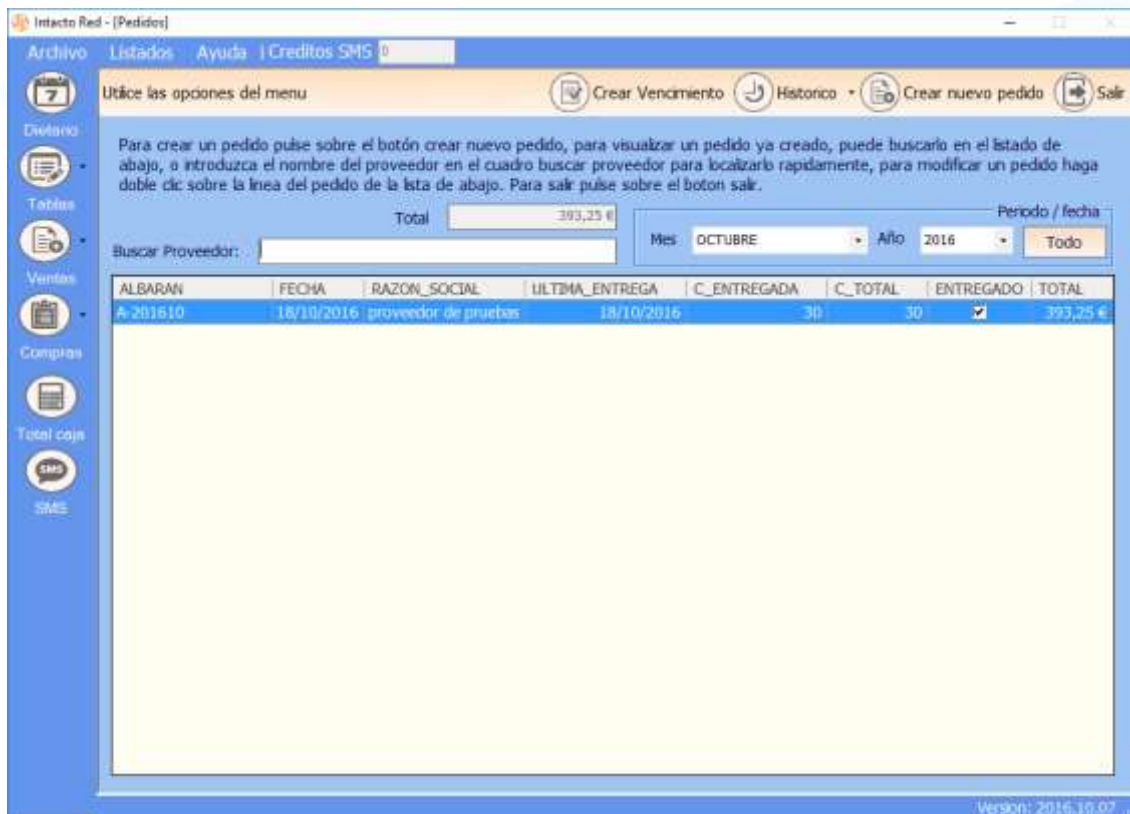 Intacto Red - [Pedidos]
Archivo Listados Ayuda | Creditos SMS 0
Utilice las opciones del menu
Crear Vencimiento Historico Crear nuevo pedido Salir
7
Dietario
Tablas
Ventas
Compras
Total caja
SMS
SMS
Para crear un pedido pulse sobre el botón crear nuevo pedido, para visualizar un pedido ya creado, puede buscarlo en el listado de
abajo, o introduzca el nombre del proveedor en el cuadro buscar proveedor para localizarlo rapidamente, para modificar un pedido haga
doble clic sobre la linea del pedido de la lista de abajo. Para salir pulse sobre el boton salir.
Total 393,25 €
Periodo / fecha
Mes OCTUBRE Año 2016 Todo
Buscar Proveedor:
ALBARAN FECHA RAZON_SOCIAL ULTIMA_ENTREGA C_ENTREGADA C_TOTAL ENTREGADO TOTAL
A-201610 18/10/2016 proveedor de pruebas 18/10/2016 30 30 393,25 €
Version: 2016.10.07